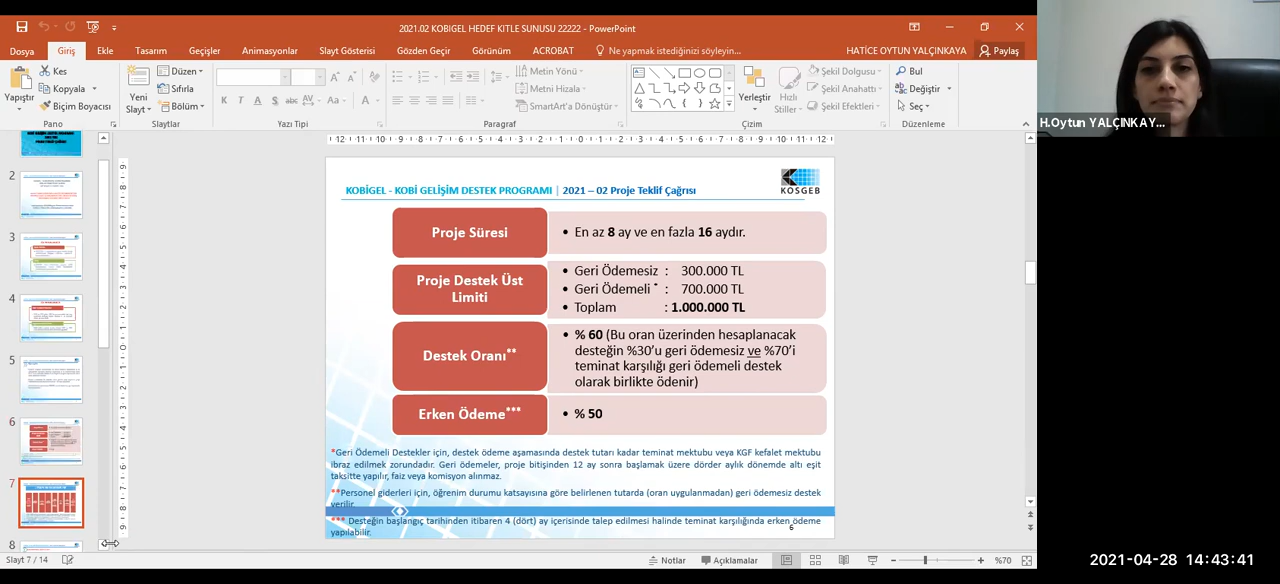 2021.02 KOBIGEL HEDEF KITLE SUNUSU 22222 - PowerPoint
Dosya Giriş Ekle Tasarım Geçişler Animasyonlar Slayt Gösterisi Gözden Geçir Görünüm ACROBAT Ne yapmak istediğinizi söyleyin... HATİCE OYTUN YALÇINKAYA Paylaş
Yapıştır
Kes
Kopyala
Biçim Boyacısı
Pano
Yeni Slayt
Düzen
Sıfırla
Bölüm
Slaytlar
K T A S abc AV Aa A
Yazı Tipi
Metin Yönü
Metni Hizala
SmartArt'a Dönüştür
Paragraf
Yerleştir
Hızlı Stiller
Şekil Dolgusu
Şekil Anahattı
Şekil Efektleri
Çizim
Bul
Değiştir
Seç
Düzenleme
H.Oytun YALÇINKAY...
2
3
4
5
6
7
8
KOBİGEL - KOBİ GELİŞİM DESTEK PROGRAMI | 2021 – 02 Proje Teklif Çağrısı
KOSGEB
Proje Süresi
• En az 8 ay ve en fazla 16 aydır.
Proje Destek Üst Limiti
• Geri Ödemesiz : 300.000 TL
• Geri Ödemeli * : 700.000 TL
• Toplam : 1.000.000 TL
Destek Oranı**
• % 60 (Bu oran üzerinden hesaplanacak
desteğin %30'u geri ödemesiz ve %70'i
teminat karşılığı geri ödemeli destek
olarak birlikte ödenir)
Erken Ödeme***
• % 50
*Geri Ödemeli Destekler için, destek ödeme aşamasında destek tutarı kadar teminat mektubu veya KGF kefalet mektubu
ibraz edilmek zorundadır. Geri ödemeler, proje bitişinden 12 ay sonra başlamak üzere dörder aylık dönemde altı eşit
taksitte yapılır, faiz veya komisyon alınmaz.
**Personel giderleri için, öğrenim durumu katsayısına göre belirlenen tutarda (oran uygulanmadan) geri ödemesiz destek
verilir.
*** Desteğin başlangıç tarihinden itibaren 4 (dört) ay içerisinde talep edilmesi halinde teminat karşılığında erken ödeme
yapılabilir.
6
Slayt 7 / 14
Notlar
Açıklamalar
%70
2021-04-28 14:43:41